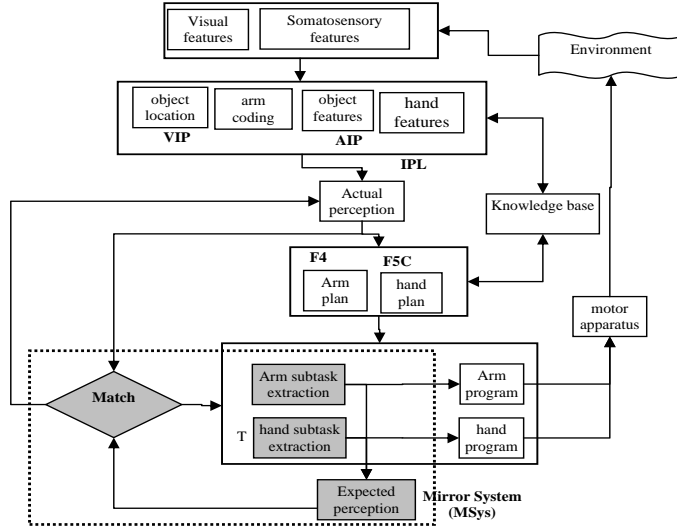 Visual
features
Somatosensory
features
Environment
object
location
arm
coding
object
features
hand
features
VIP
AIP
IPL
Actual
perception
Knowledge base
F4
F5C
Arm
plan
hand
plan
motor
apparatus
Match
Arm subtask
extraction
Arm
program
T
hand subtask
extraction
hand
program
Expected
perception
Mirror System
(MSys)